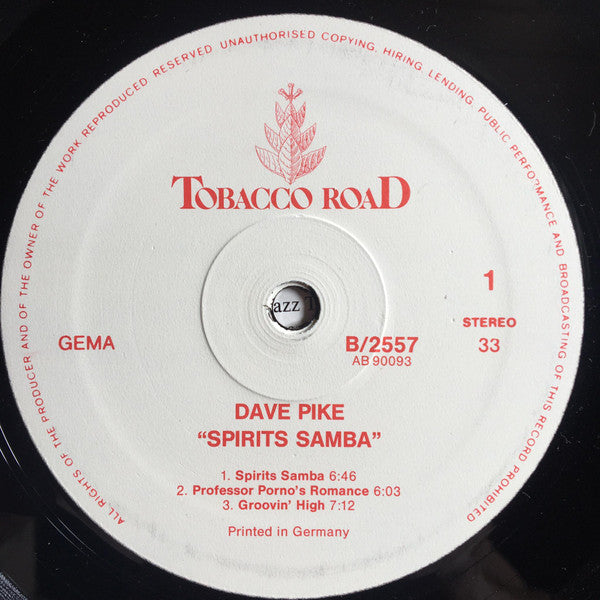 ALL RIGHTS OF THE PRODUCER AND OF THE OWNER OF THE WORK REPRODUCED RESERVED UNAUTHORISED COPYING, HIRING, LENDING, PUBLIC PERFORMANCE AND BROADCASTING OF THIS RECORD PROHIBITED
TOBACCO ROAD
1
STEREO
33
GEMA
azz T
B/2557
AB 90093
DAVE PIKE
“SPIRITS SAMBA”
1. Spirits Samba 6:46
2. Professor Porno's Romance 6:03
3. Groovin' High 7:12
Printed in Germany